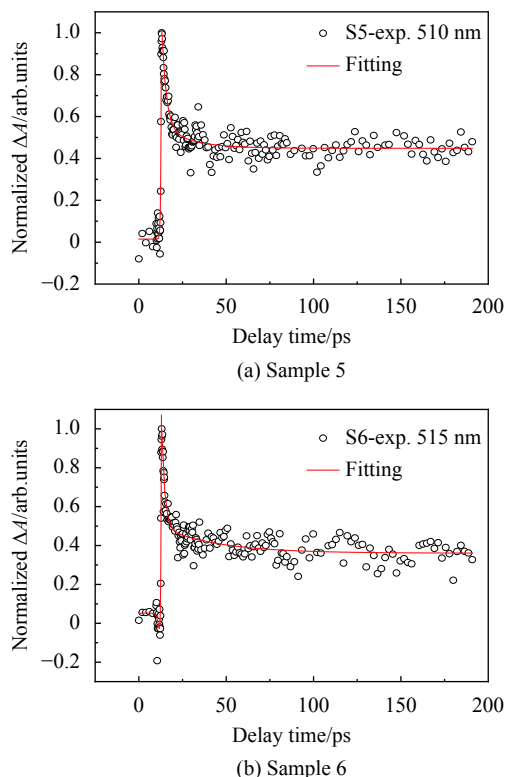 1.0
0.8
0.6
0.4
0.2
0
−0.2
Normalized ΔA/arb.units
S5-exp. 510 nm
Fitting
0 50 100 150 200
Delay time/ps
(a) Sample 5
1.0
0.8
0.6
0.4
0.2
0
−0.2
Normalized ΔA/arb.units
S6-exp. 515 nm
Fitting
0 50 100 150 200
Delay time/ps
(b) Sample 6